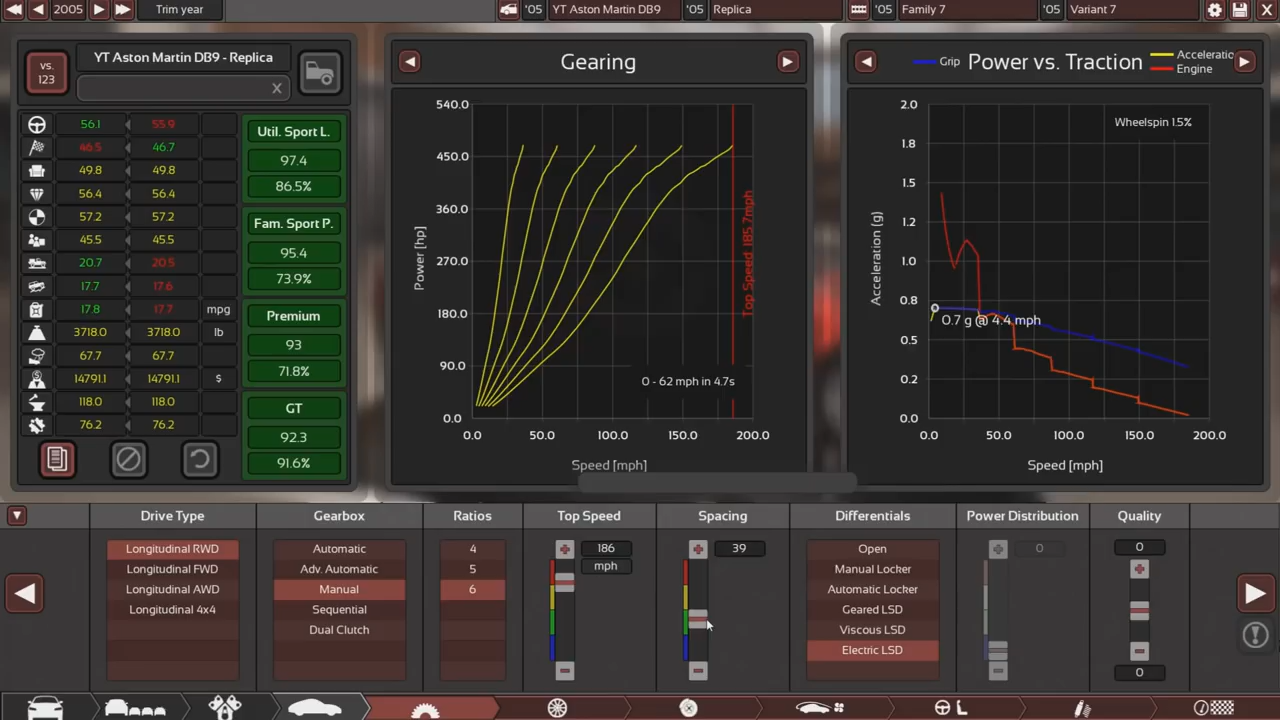 2005
Trim year
'05
YT Aston Martin DB9
'05
Replica
'05
Family 7
'05
Variant 7
vs.
123
YT Aston Martin DB9 - Replica
X
56.1
55.9
46.5
46.7
49.8
49.8
56.4
56.4
57.2
57.2
45.5
45.5
20.7
20.5
17.7
17.6
17.8
17.7
mpg
3718.0
3718.0
lb
67.7
67.7
14791.1
14791.1
$
118.0
118.0
76.2
76.2
Util. Sport L.
97.4
86.5%
Fam. Sport P.
95.4
73.9%
Premium
93
71.8%
GT
92.3
91.6%
Gearing
540.0
450.0
360.0
270.0
180.0
90.0
0.0
Power [hp]
Top Speed 185.7mph
0 - 62 mph in 4.7s
0.0
50.0
100.0
150.0
200.0
Speed [mph]
Grip
Power vs. Traction
Acceleratio
Engine
2.0
1.8
1.5
1.2
1.0
0.8
0.5
0.2
0.0
Acceleration (g)
Wheelspin 1.5%
0.7 g @ 4.4 mph
0.0
50.0
100.0
150.0
200.0
Speed [mph]
Drive Type
Longitudinal RWD
Longitudinal FWD
Longitudinal AWD
Longitudinal 4x4
Gearbox
Automatic
Adv. Automatic
Manual
Sequential
Dual Clutch
Ratios
4
5
6
Top Speed
186
mph
Spacing
39
Differentials
Open
Manual Locker
Automatic Locker
Geared LSD
Viscous LSD
Electric LSD
Power Distribution
0
Quality
0
0